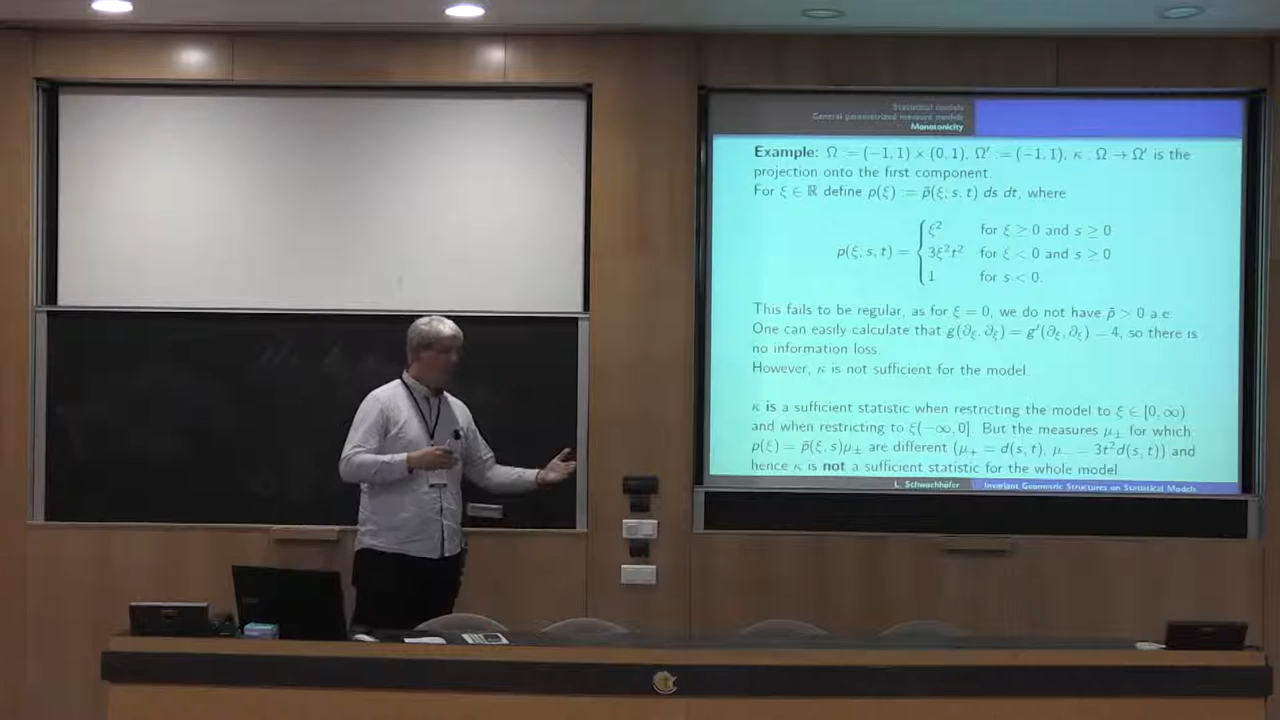 Statistical models
General parametrized measure models
Monotonicity
Example: Ω := (−1, 1) × (0, 1), Ω′ := (−1, 1), κ : Ω → Ω′ is the
projection onto the first component.
For ξ ∈ ℝ define p(ξ) := p̄(ξ, s, t) ds dt, where
p(ξ, s, t) = { ξ² for ξ ≥ 0 and s ≥ 0
3ξ²t² for ξ < 0 and s ≥ 0
1 for s < 0.
This fails to be regular, as for ξ = 0, we do not have p̄ > 0 a.e.
One can easily calculate that g(∂ξ, ∂ξ) = g′(∂ξ, ∂ξ) = 4, so there is
no information loss.
However, κ is not sufficient for the model.
κ is a sufficient statistic when restricting the model to ξ ∈ [0, ∞)
and when restricting to ξ(−∞, 0]. But the measures μ± for which
p(ξ) = p̄(ξ, s)μ± are different (μ+ = d(s, t), μ− = 3t²d(s, t)) and
hence κ is not a sufficient statistic for the whole model
L. Schwachhöfer Invariant Geometric Structures on Statistical Models